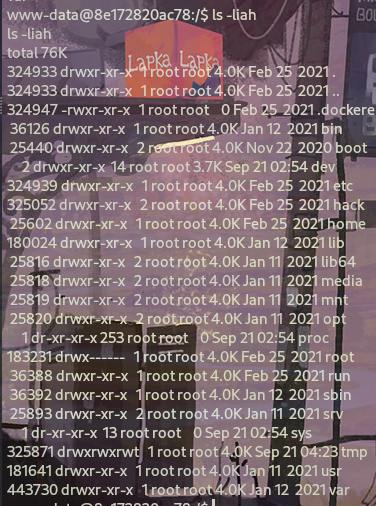 www-data@8e172820ac78:/$ ls -liah
ls -liah
total 76K
324933 drwxr-xr-x 1 root root 4.0K Feb 25 2021 .
324933 drwxr-xr-x 1 root root 4.0K Feb 25 2021 ..
324947 -rwxr-xr-x 1 root root 0 Feb 25 2021 .dockere
36126 drwxr-xr-x 1 root root 4.0K Jan 12 2021 bin
25440 drwxr-xr-x 2 root root 4.0K Nov 22 2020 boot
2 drwxr-xr-x 14 root root 3.7K Sep 21 02:54 dev
324939 drwxr-xr-x 1 root root 4.0K Feb 25 2021 etc
325052 drwxr-xr-x 2 root root 4.0K Feb 25 2021 hack
25602 drwxr-xr-x 1 root root 4.0K Feb 25 2021 home
180024 drwxr-xr-x 1 root root 4.0K Jan 12 2021 lib
25816 drwxr-xr-x 2 root root 4.0K Jan 11 2021 lib64
25818 drwxr-xr-x 2 root root 4.0K Jan 11 2021 media
25819 drwxr-xr-x 2 root root 4.0K Jan 11 2021 mnt
25820 drwxr-xr-x 2 root root 4.0K Jan 11 2021 opt
1 dr-xr-xr-x 253 root root 0 Sep 21 02:54 proc
183231 drwx------ 1 root root 4.0K Feb 25 2021 root
36388 drwxr-xr-x 1 root root 4.0K Feb 25 2021 run
36392 drwxr-xr-x 1 root root 4.0K Jan 12 2021 sbin
25893 drwxr-xr-x 2 root root 4.0K Jan 11 2021 srv
1 dr-xr-xr-x 13 root root 0 Sep 21 02:54 sys
325871 drwxrwxrwt 1 root root 4.0K Sep 21 04:23 tmp
181641 drwxr-xr-x 1 root root 4.0K Jan 11 2021 usr
443730 drwxr-xr-x 1 root root 4.0K Jan 12 2021 var
www-data@8e172820ac78:/$
Lapka Lapka